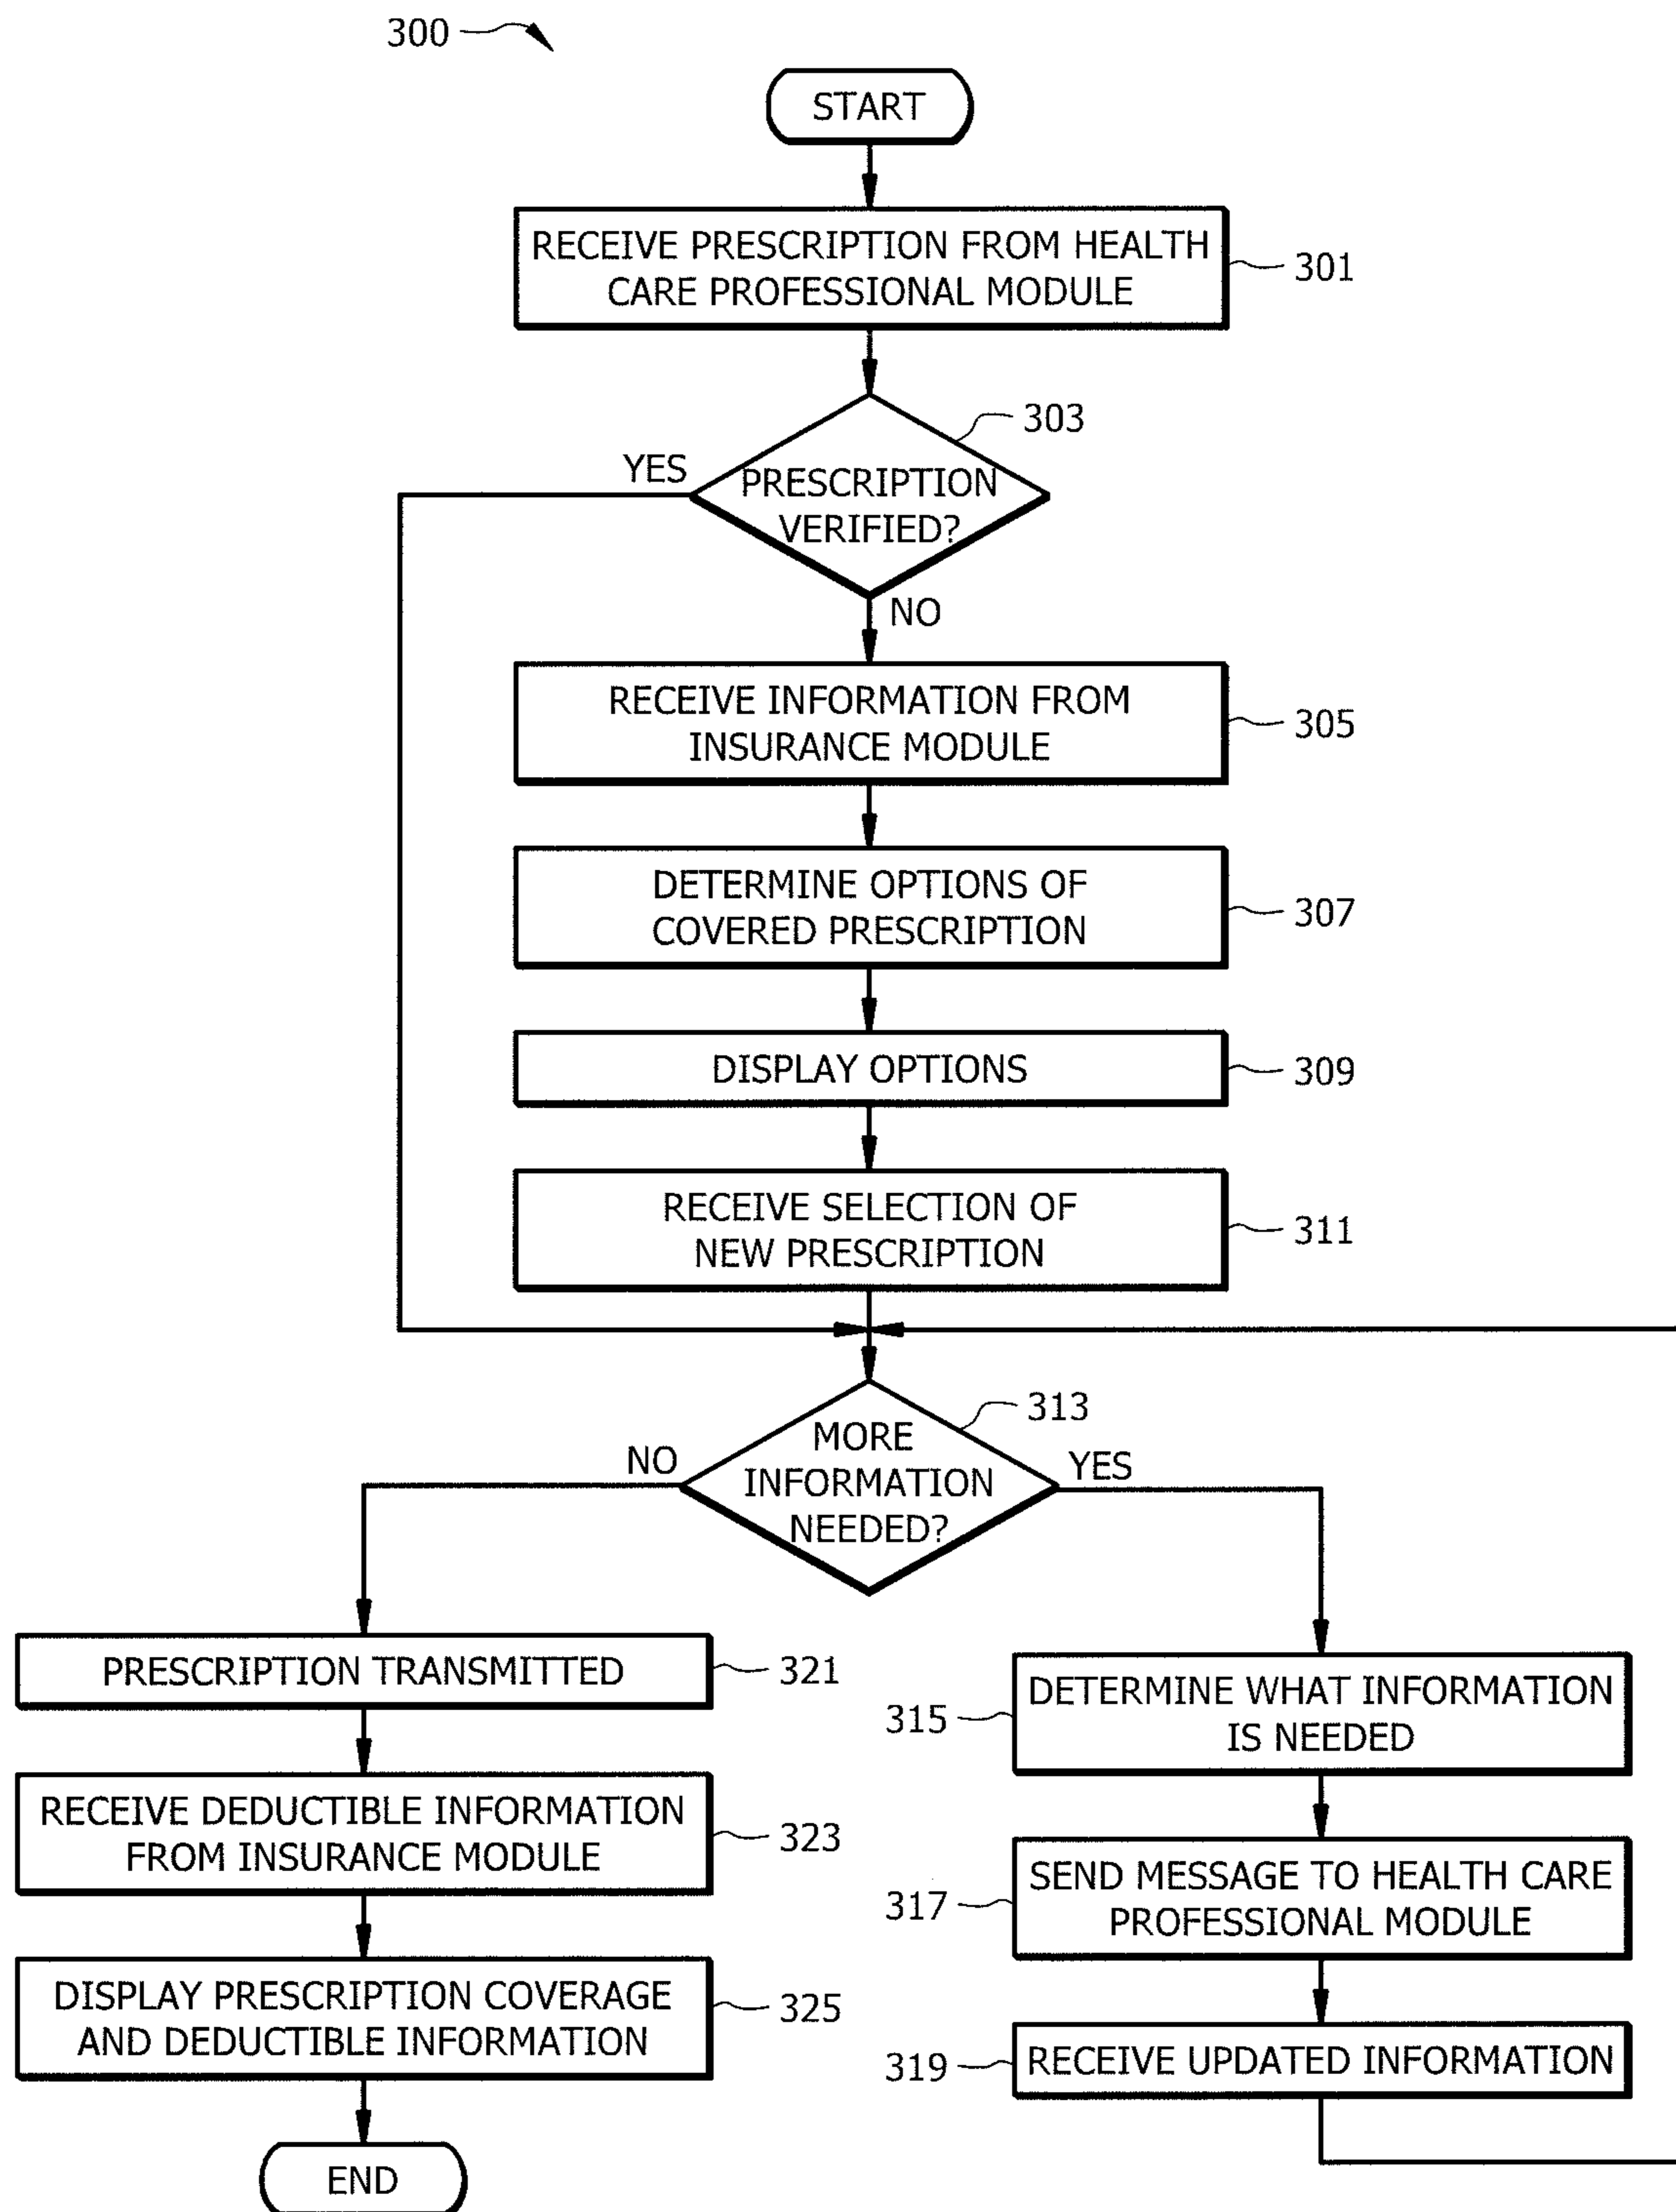 300
START
RECEIVE PRESCRIPTION FROM HEALTH
CARE PROFESSIONAL MODULE
301
303
YES
PRESCRIPTION
VERIFIED?
NO
RECEIVE INFORMATION FROM
INSURANCE MODULE
305
DETERMINE OPTIONS OF
COVERED PRESCRIPTION
307
DISPLAY OPTIONS
309
RECEIVE SELECTION OF
NEW PRESCRIPTION
311
313
NO
MORE
INFORMATION
NEEDED?
YES
PRESCRIPTION TRANSMITTED
321
RECEIVE DEDUCTIBLE INFORMATION
FROM INSURANCE MODULE
323
DISPLAY PRESCRIPTION COVERAGE
AND DEDUCTIBLE INFORMATION
325
END
315
DETERMINE WHAT INFORMATION
IS NEEDED
317
SEND MESSAGE TO HEALTH CARE
PROFESSIONAL MODULE
319
RECEIVE UPDATED INFORMATION